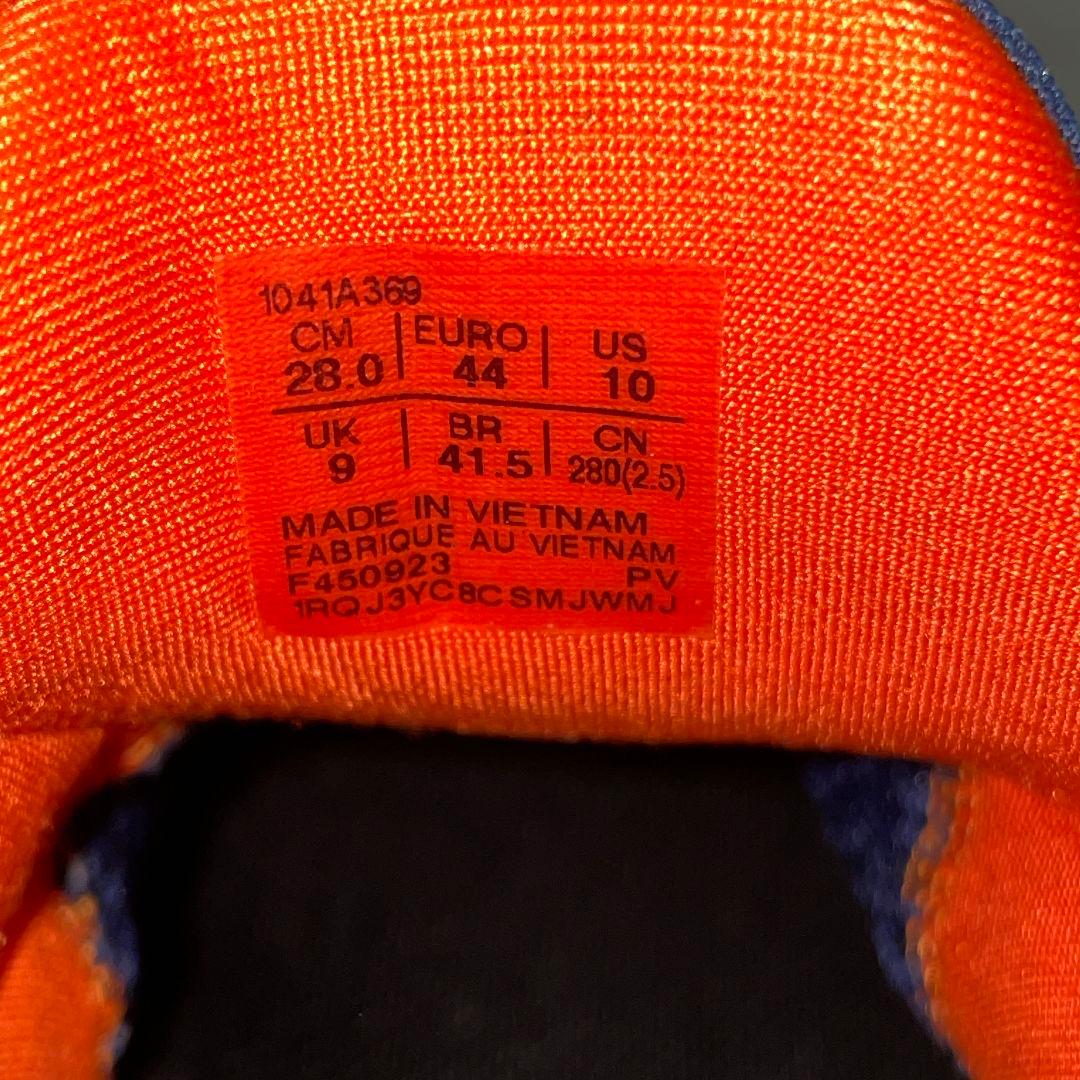 1041A369
CM | EURO | US
28.0 | 44 | 10
UK | BR | CN
9 | 41.5 | 280(2.5)
MADE IN VIETNAM
FABRIQUE AU VIETNAM
F450923 PV
1RQJ3YC8CSMJWMJ